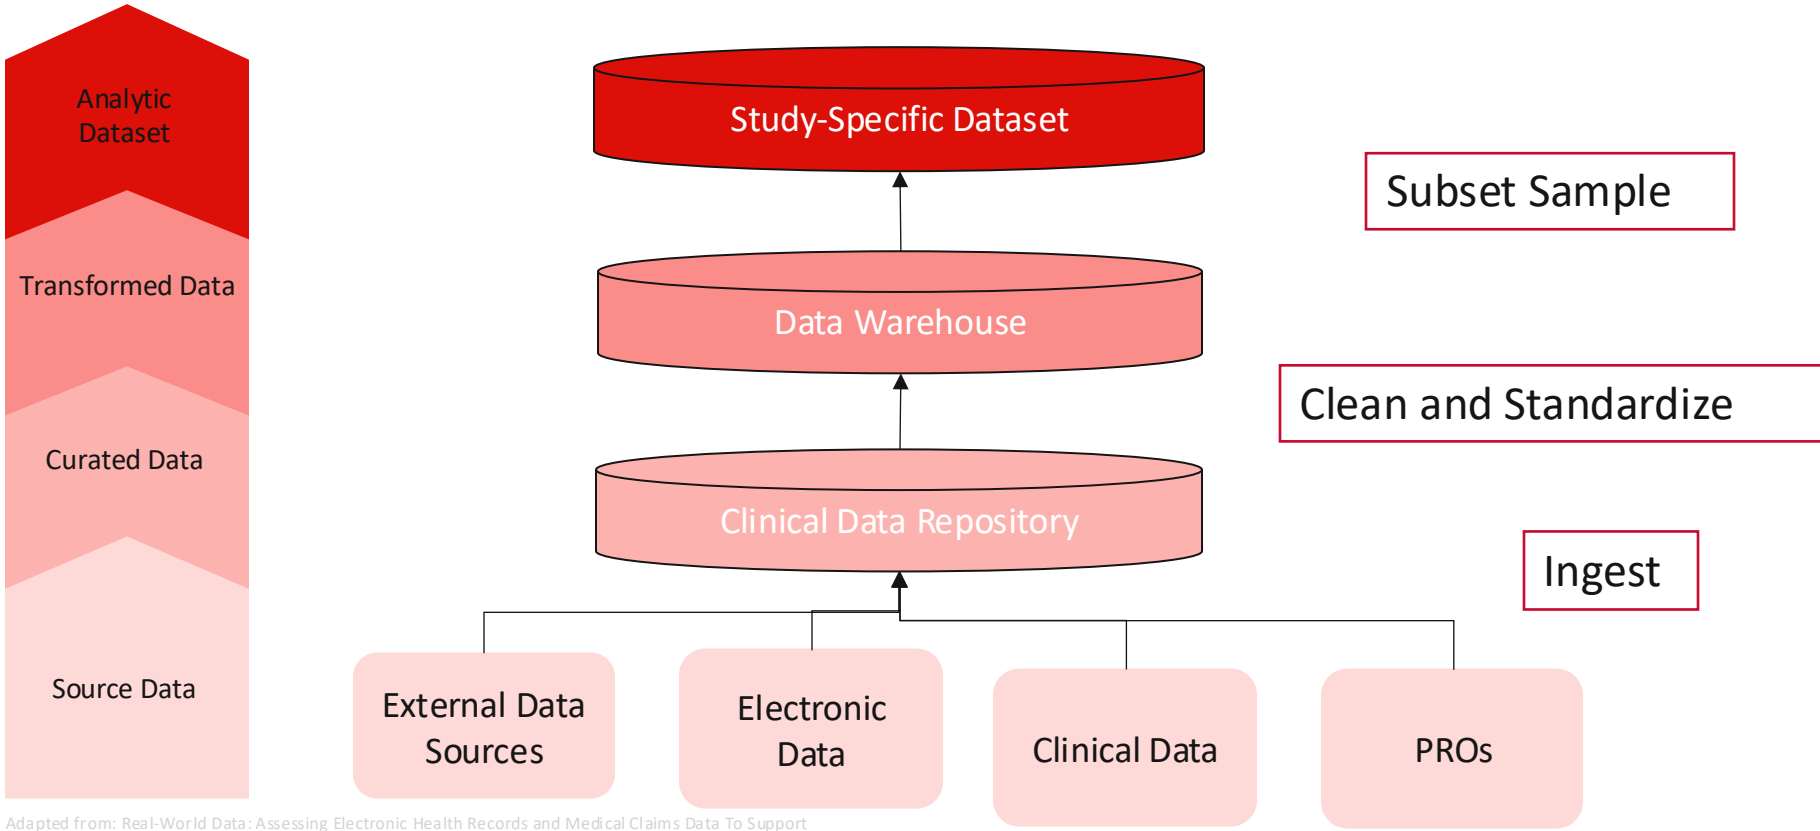 Analytic
Dataset
Study-Specific Dataset
Subset Sample
Transformed Data
Data Warehouse
Clean and Standardize
Curated Data
Clinical Data Repository
Ingest
Source Data
External Data
Sources
Electronic
Data
Clinical Data
PROs
Adapted from: Real-World Data: Assessing Electronic Health Records and Medical Claims Data To Support